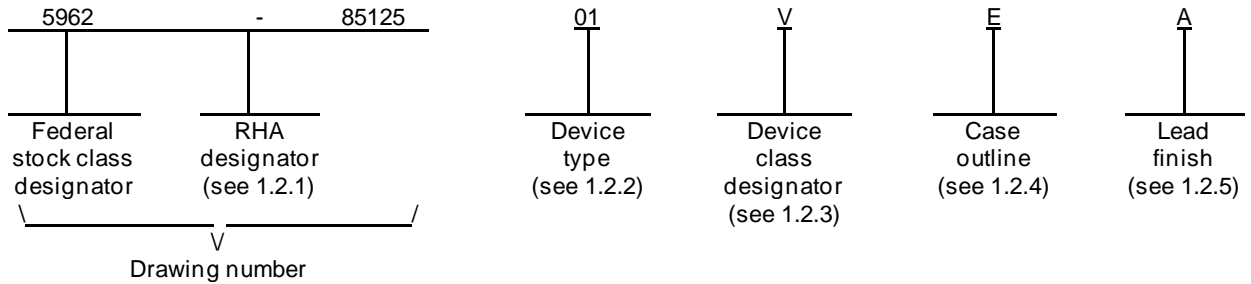 5962 - 85125 01 V E A
Federal stock class designator
RHA designator (see 1.2.1)
Device type (see 1.2.2)
Device class designator (see 1.2.3)
Case outline (see 1.2.4)
Lead finish (see 1.2.5)
\ /
\/
Drawing number